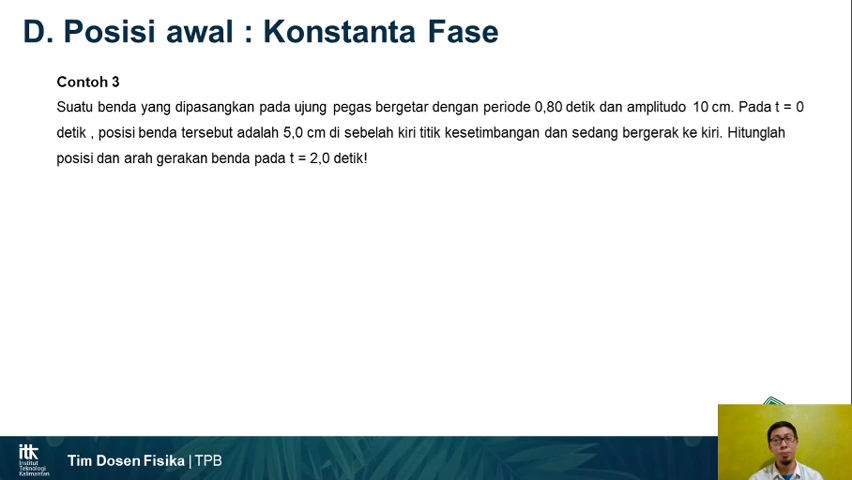 D. Posisi awal : Konstanta Fase
Contoh 3
Suatu benda yang dipasangkan pada ujung pegas bergetar dengan periode 0,80 detik dan amplitudo 10 cm. Pada t = 0
detik , posisi benda tersebut adalah 5,0 cm di sebelah kiri titik kesetimbangan dan sedang bergerak ke kiri. Hitunglah
posisi dan arah gerakan benda pada t = 2,0 detik!
itk
Institut
Teknologi
Kalimantan
Tim Dosen Fisika | TPB